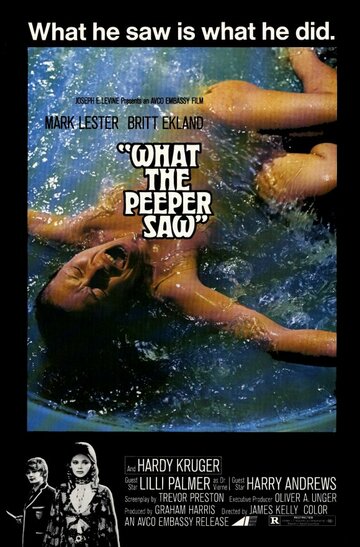 What he saw is what he did.
JOSEPH E. LEVINE Presents an AVCO EMBASSY FILM
MARK LESTER BRITT EKLAND
"WHAT
THE
PEEPER
SAW"
And HARDY KRUGER
Guest Star LILLI PALMER as Dr. Viorne Guest Star HARRY ANDREWS
Screenplay by TREVOR PRESTON Executive Producer OLIVER A. UNGER
Produced by GRAHAM HARRIS Directed by JAMES KELLY COLOR
AN AVCO EMBASSY RELEASE R RESTRICTED